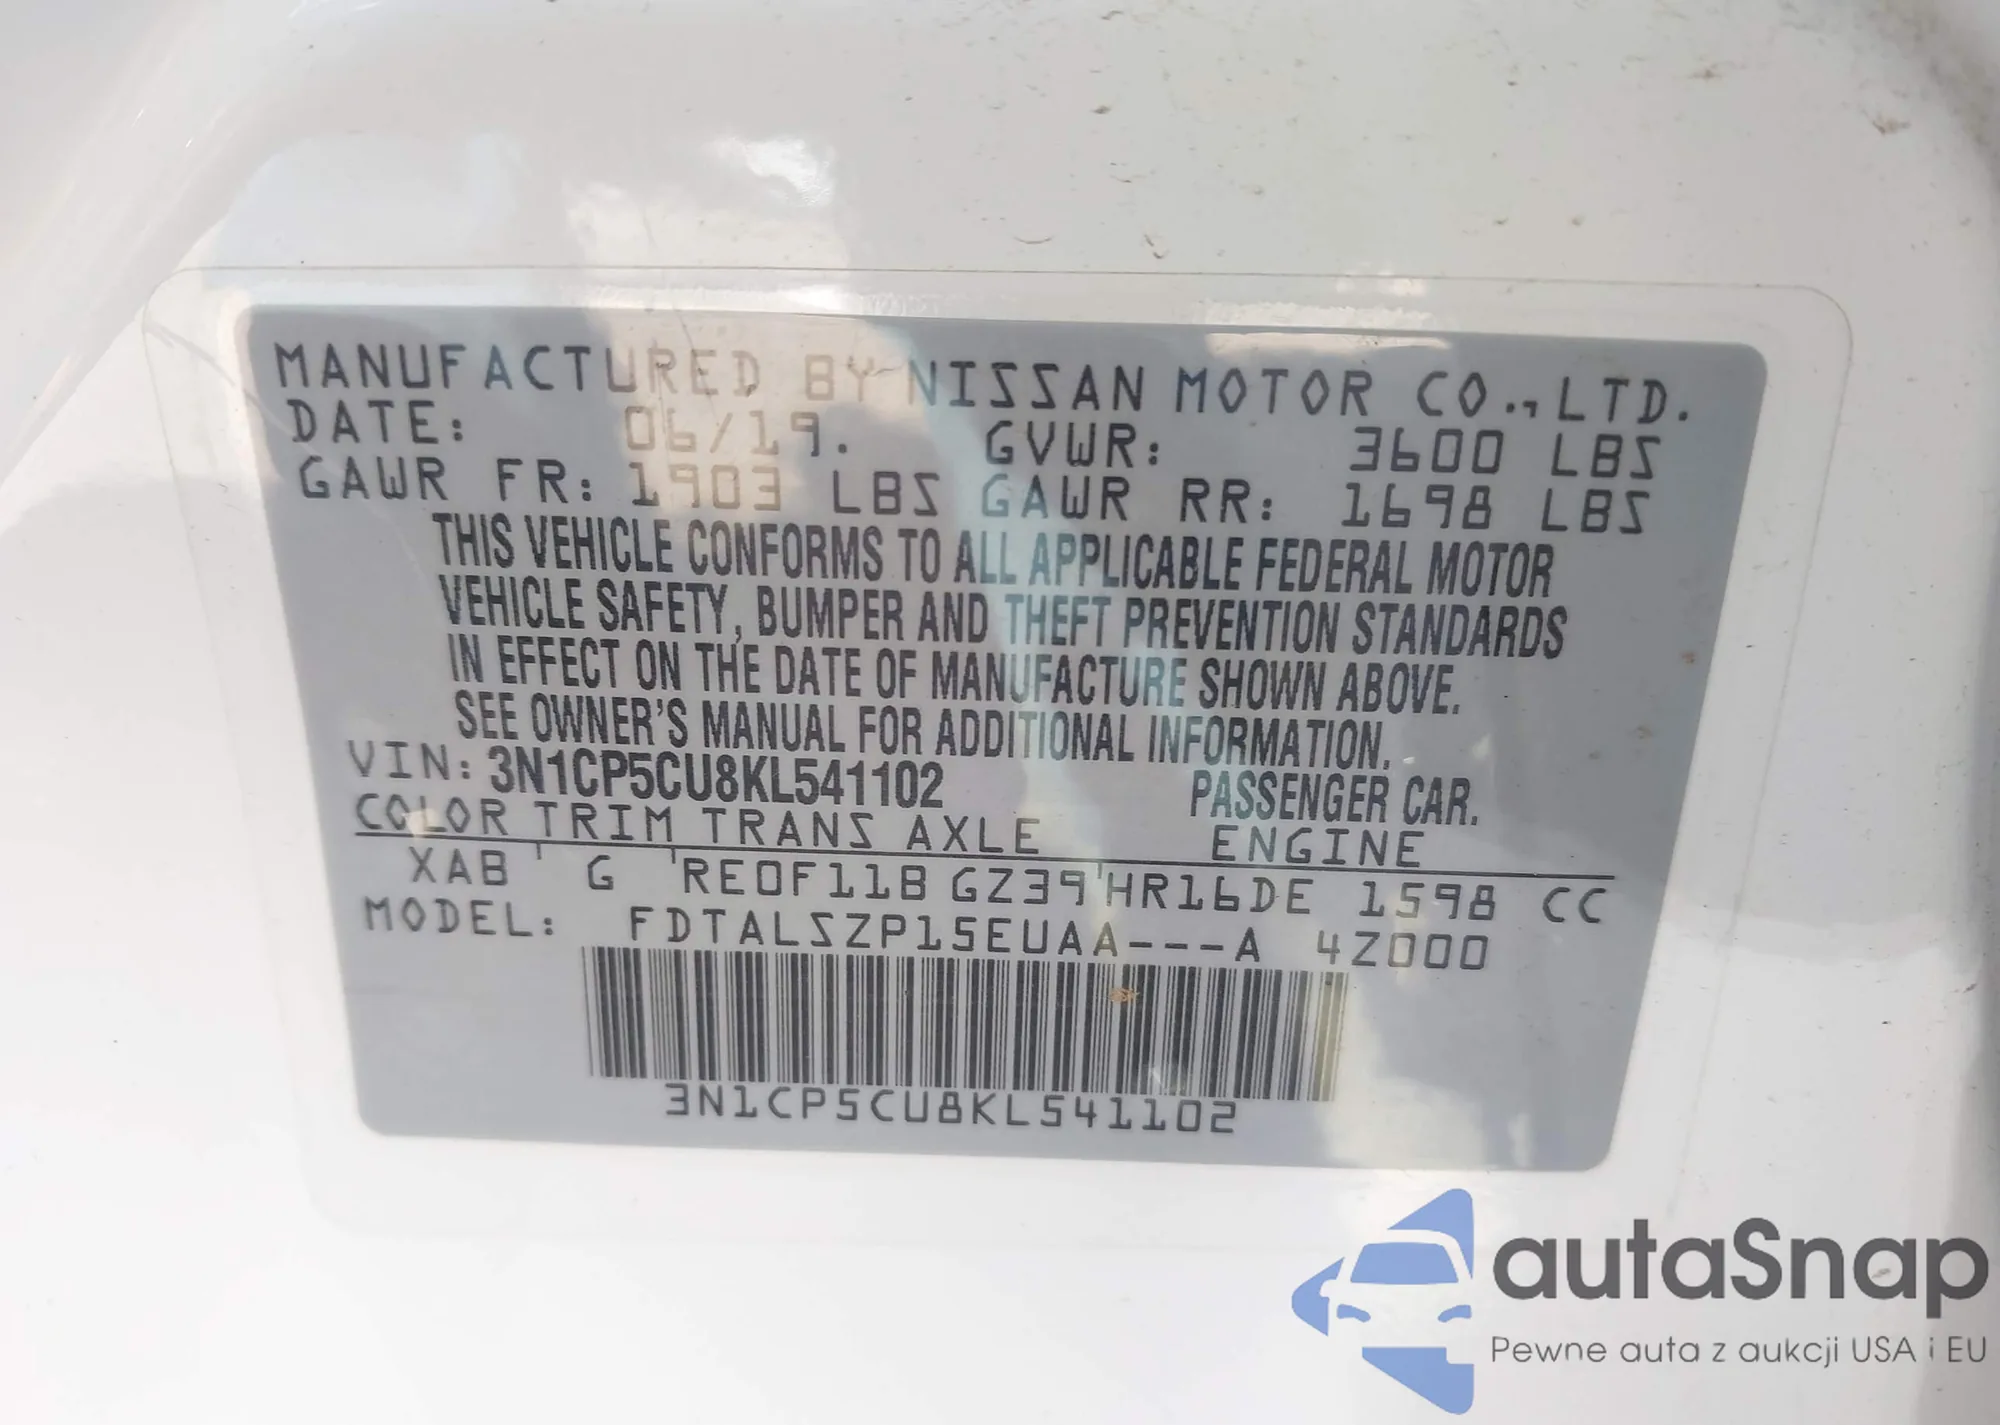 MANUFACTURED BY NISSAN MOTOR CO., LTD.
DATE: 06/19. GVWR: 3600 LBS
GAWR FR: 1903 LBS GAWR RR: 1698 LBS
THIS VEHICLE CONFORMS TO ALL APPLICABLE FEDERAL MOTOR
VEHICLE SAFETY, BUMPER AND THEFT PREVENTION STANDARDS
IN EFFECT ON THE DATE OF MANUFACTURE SHOWN ABOVE.
SEE OWNER'S MANUAL FOR ADDITIONAL INFORMATION.
VIN: 3N1CP5CU8KL541102 PASSENGER CAR.
COLOR TRIM TRANS AXLE ENGINE
XAB G RE0F11B GZ39 HR16DE 1598 CC
MODEL: FDTALSZP15EUAA---A 4Z000
3N1CP5CU8KL541102
autaSnap
Pewne auta z aukcji USA i EU